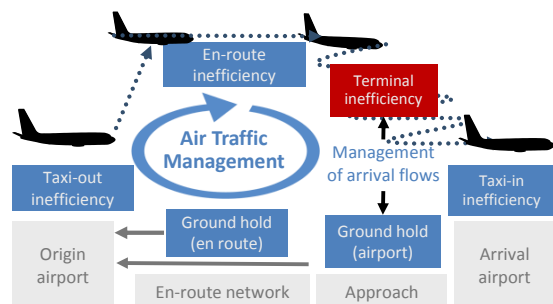 En-route
inefficiency
Terminal
inefficiency
Air Traffic
Management
Management
of arrival flows
Taxi-out
inefficiency
Taxi-in
inefficiency
Ground hold
(en route)
Ground hold
(airport)
Origin
airport
Arrival
airport
En-route network
Approach